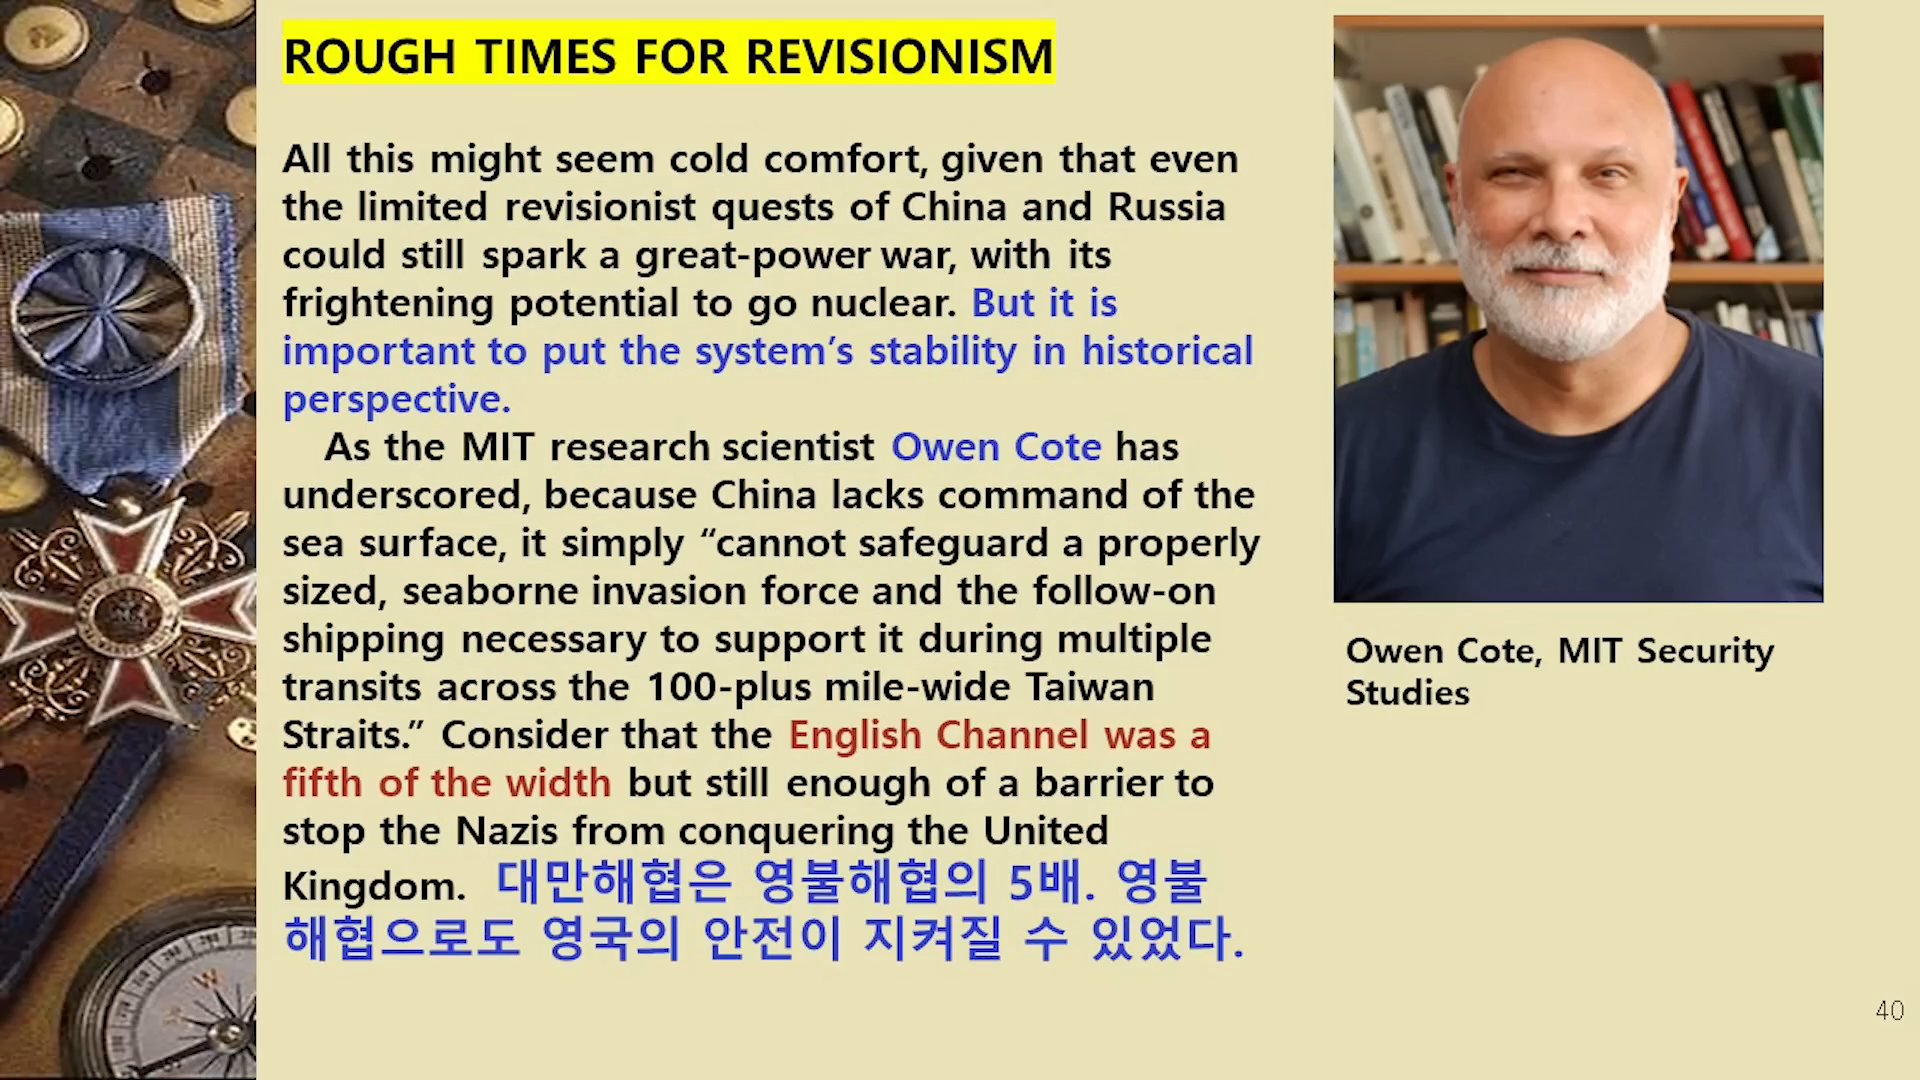 ROUGH TIMES FOR REVISIONISM
All this might seem cold comfort, given that even
the limited revisionist quests of China and Russia
could still spark a great-power war, with its
frightening potential to go nuclear. But it is
important to put the system’s stability in historical
perspective.
As the MIT research scientist Owen Cote has
underscored, because China lacks command of the
sea surface, it simply “cannot safeguard a properly
sized, seaborne invasion force and the follow-on
shipping necessary to support it during multiple
transits across the 100-plus mile-wide Taiwan
Straits.” Consider that the English Channel was a
fifth of the width but still enough of a barrier to
stop the Nazis from conquering the United
Kingdom. 대만해협은 영불해협의 5배. 영불
해협으로도 영국의 안전이 지켜질 수 있었다.
Owen Cote, MIT Security
Studies
40